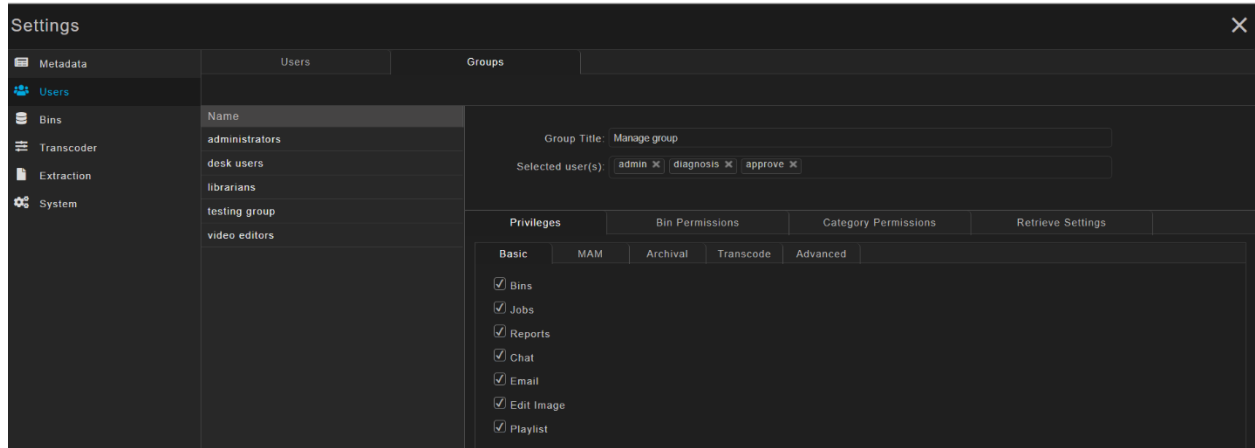 Settings
Metadata
Users
Bins
Transcoder
Extraction
System
Users Groups
Name
administrators
desk users
librarians
testing group
video editors
Group Title: Manage group
Selected user(s): admin diagnosis approve
Privileges Bin Permissions Category Permissions Retrieve Settings
Basic MAM Archival Transcode Advanced
Bins
Jobs
Reports
Chat
Email
Edit Image
Playlist